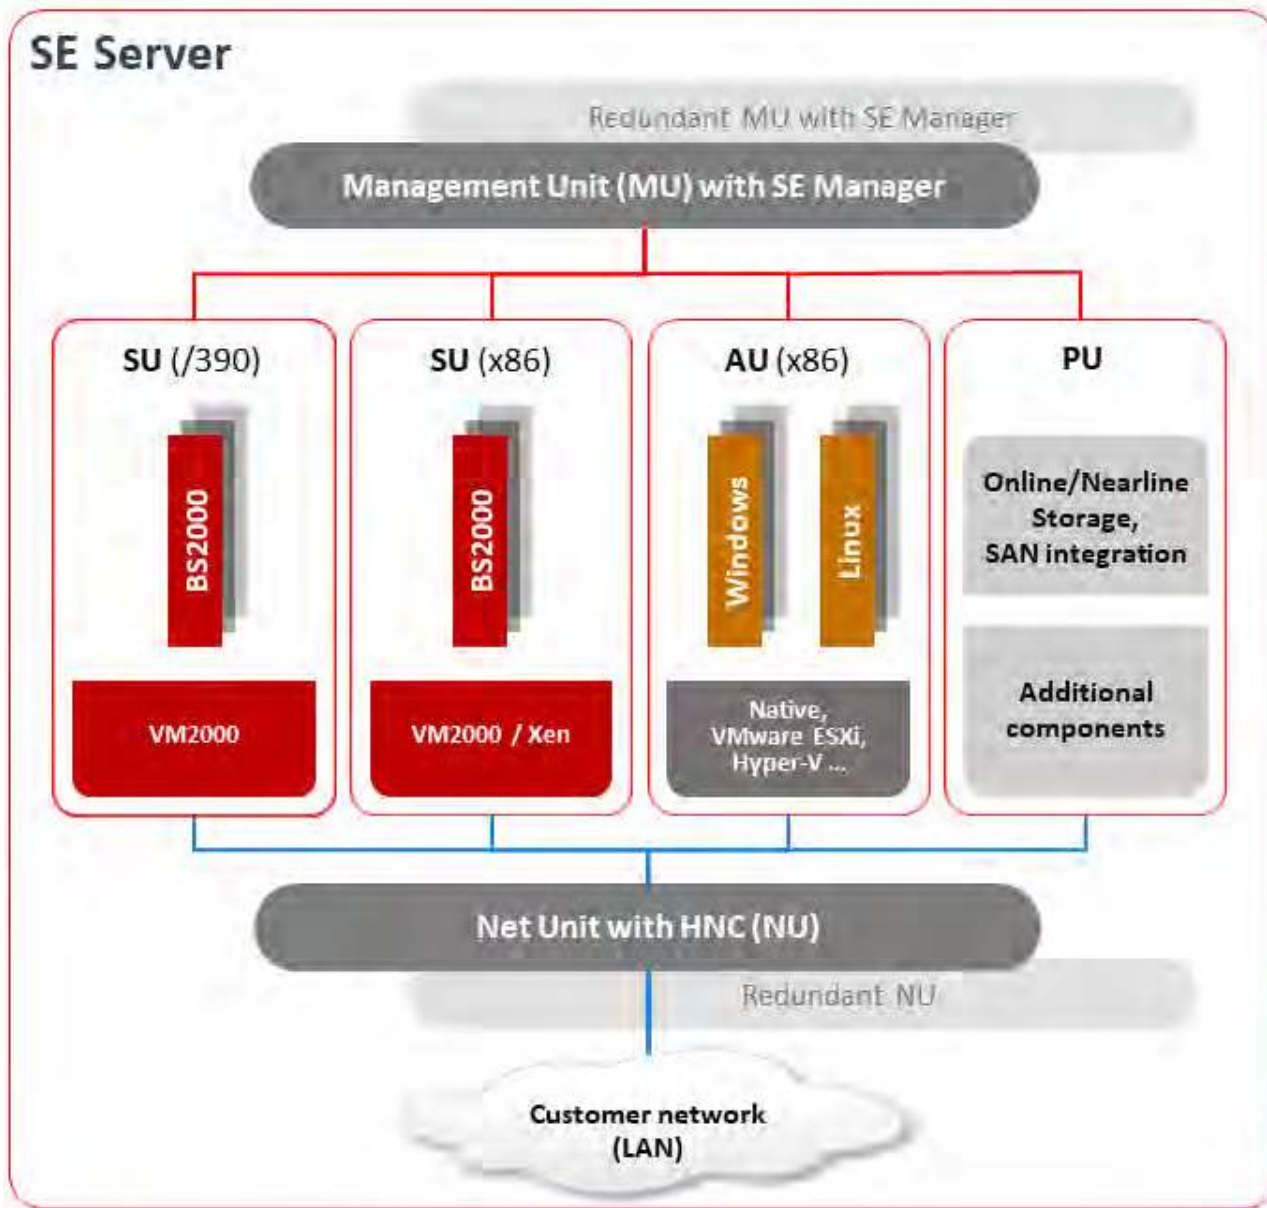 SE Server
Redundant MU with SE Manager
Management Unit (MU) with SE Manager
SU (/390)
BS2000
VM2000
SU (x86)
BS2000
VM2000 / Xen
AU (x86)
Windows
Linux
Native,
VMware ESXi,
Hyper-V ...
PU
Online/Nearline
Storage,
SAN integration
Additional
components
Net Unit with HNC (NU)
Redundant NU
Customer network
(LAN)